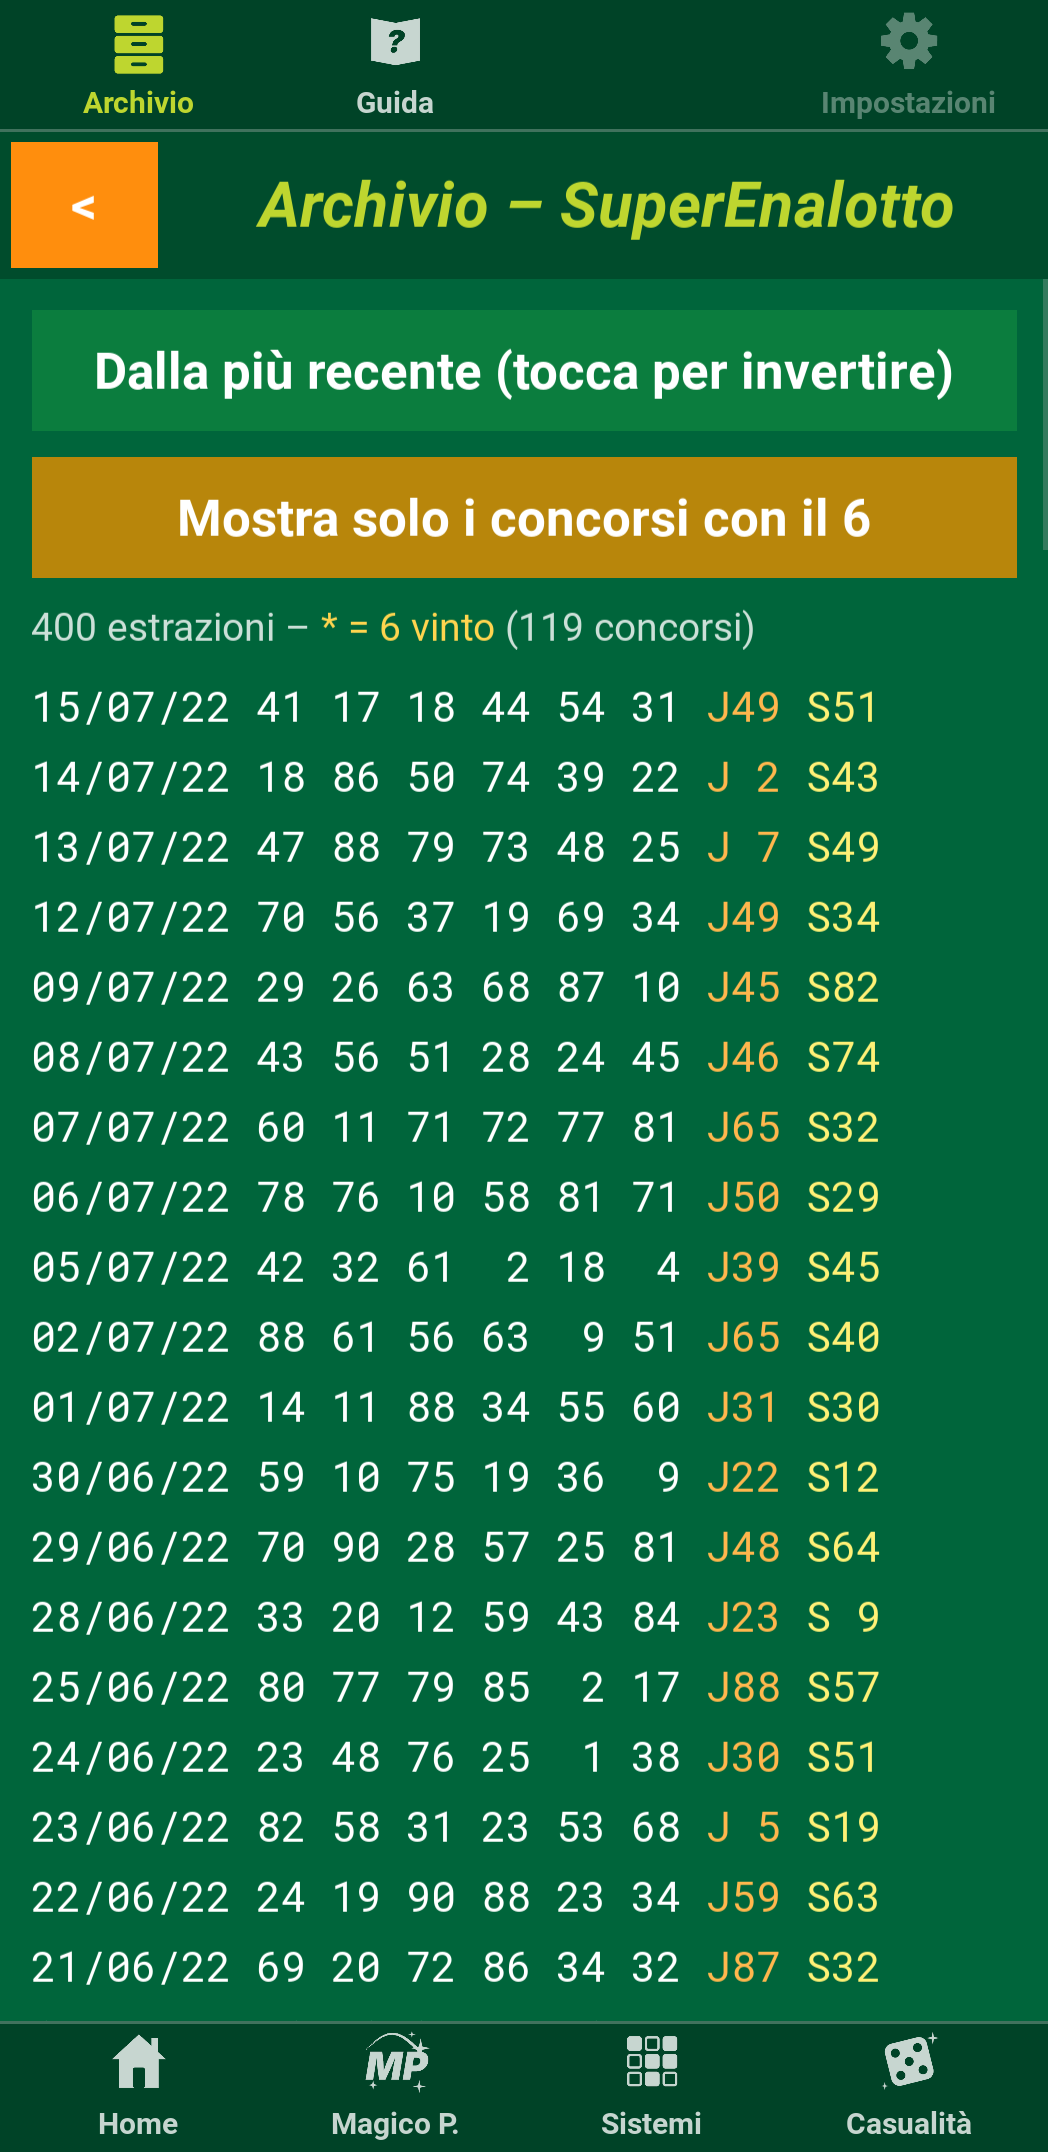 Archivio Guida Impostazioni
< Archivio – SuperEnalotto
Dalla più recente (tocca per invertire)
Mostra solo i concorsi con il 6
400 estrazioni – * = 6 vinto (119 concorsi)
15/07/22 41 17 18 44 54 31 J49 S51
14/07/22 18 86 50 74 39 22 J 2 S43
13/07/22 47 88 79 73 48 25 J 7 S49
12/07/22 70 56 37 19 69 34 J49 S34
09/07/22 29 26 63 68 87 10 J45 S82
08/07/22 43 56 51 28 24 45 J46 S74
07/07/22 60 11 71 72 77 81 J65 S32
06/07/22 78 76 10 58 81 71 J50 S29
05/07/22 42 32 61 2 18 4 J39 S45
02/07/22 88 61 56 63 9 51 J65 S40
01/07/22 14 11 88 34 55 60 J31 S30
30/06/22 59 10 75 19 36 9 J22 S12
29/06/22 70 90 28 57 25 81 J48 S64
28/06/22 33 20 12 59 43 84 J23 S 9
25/06/22 80 77 79 85 2 17 J88 S57
24/06/22 23 48 76 25 1 38 J30 S51
23/06/22 82 58 31 23 53 68 J 5 S19
22/06/22 24 19 90 88 23 34 J59 S63
21/06/22 69 20 72 86 34 32 J87 S32
MP
Home Magico P. Sistemi Casualità